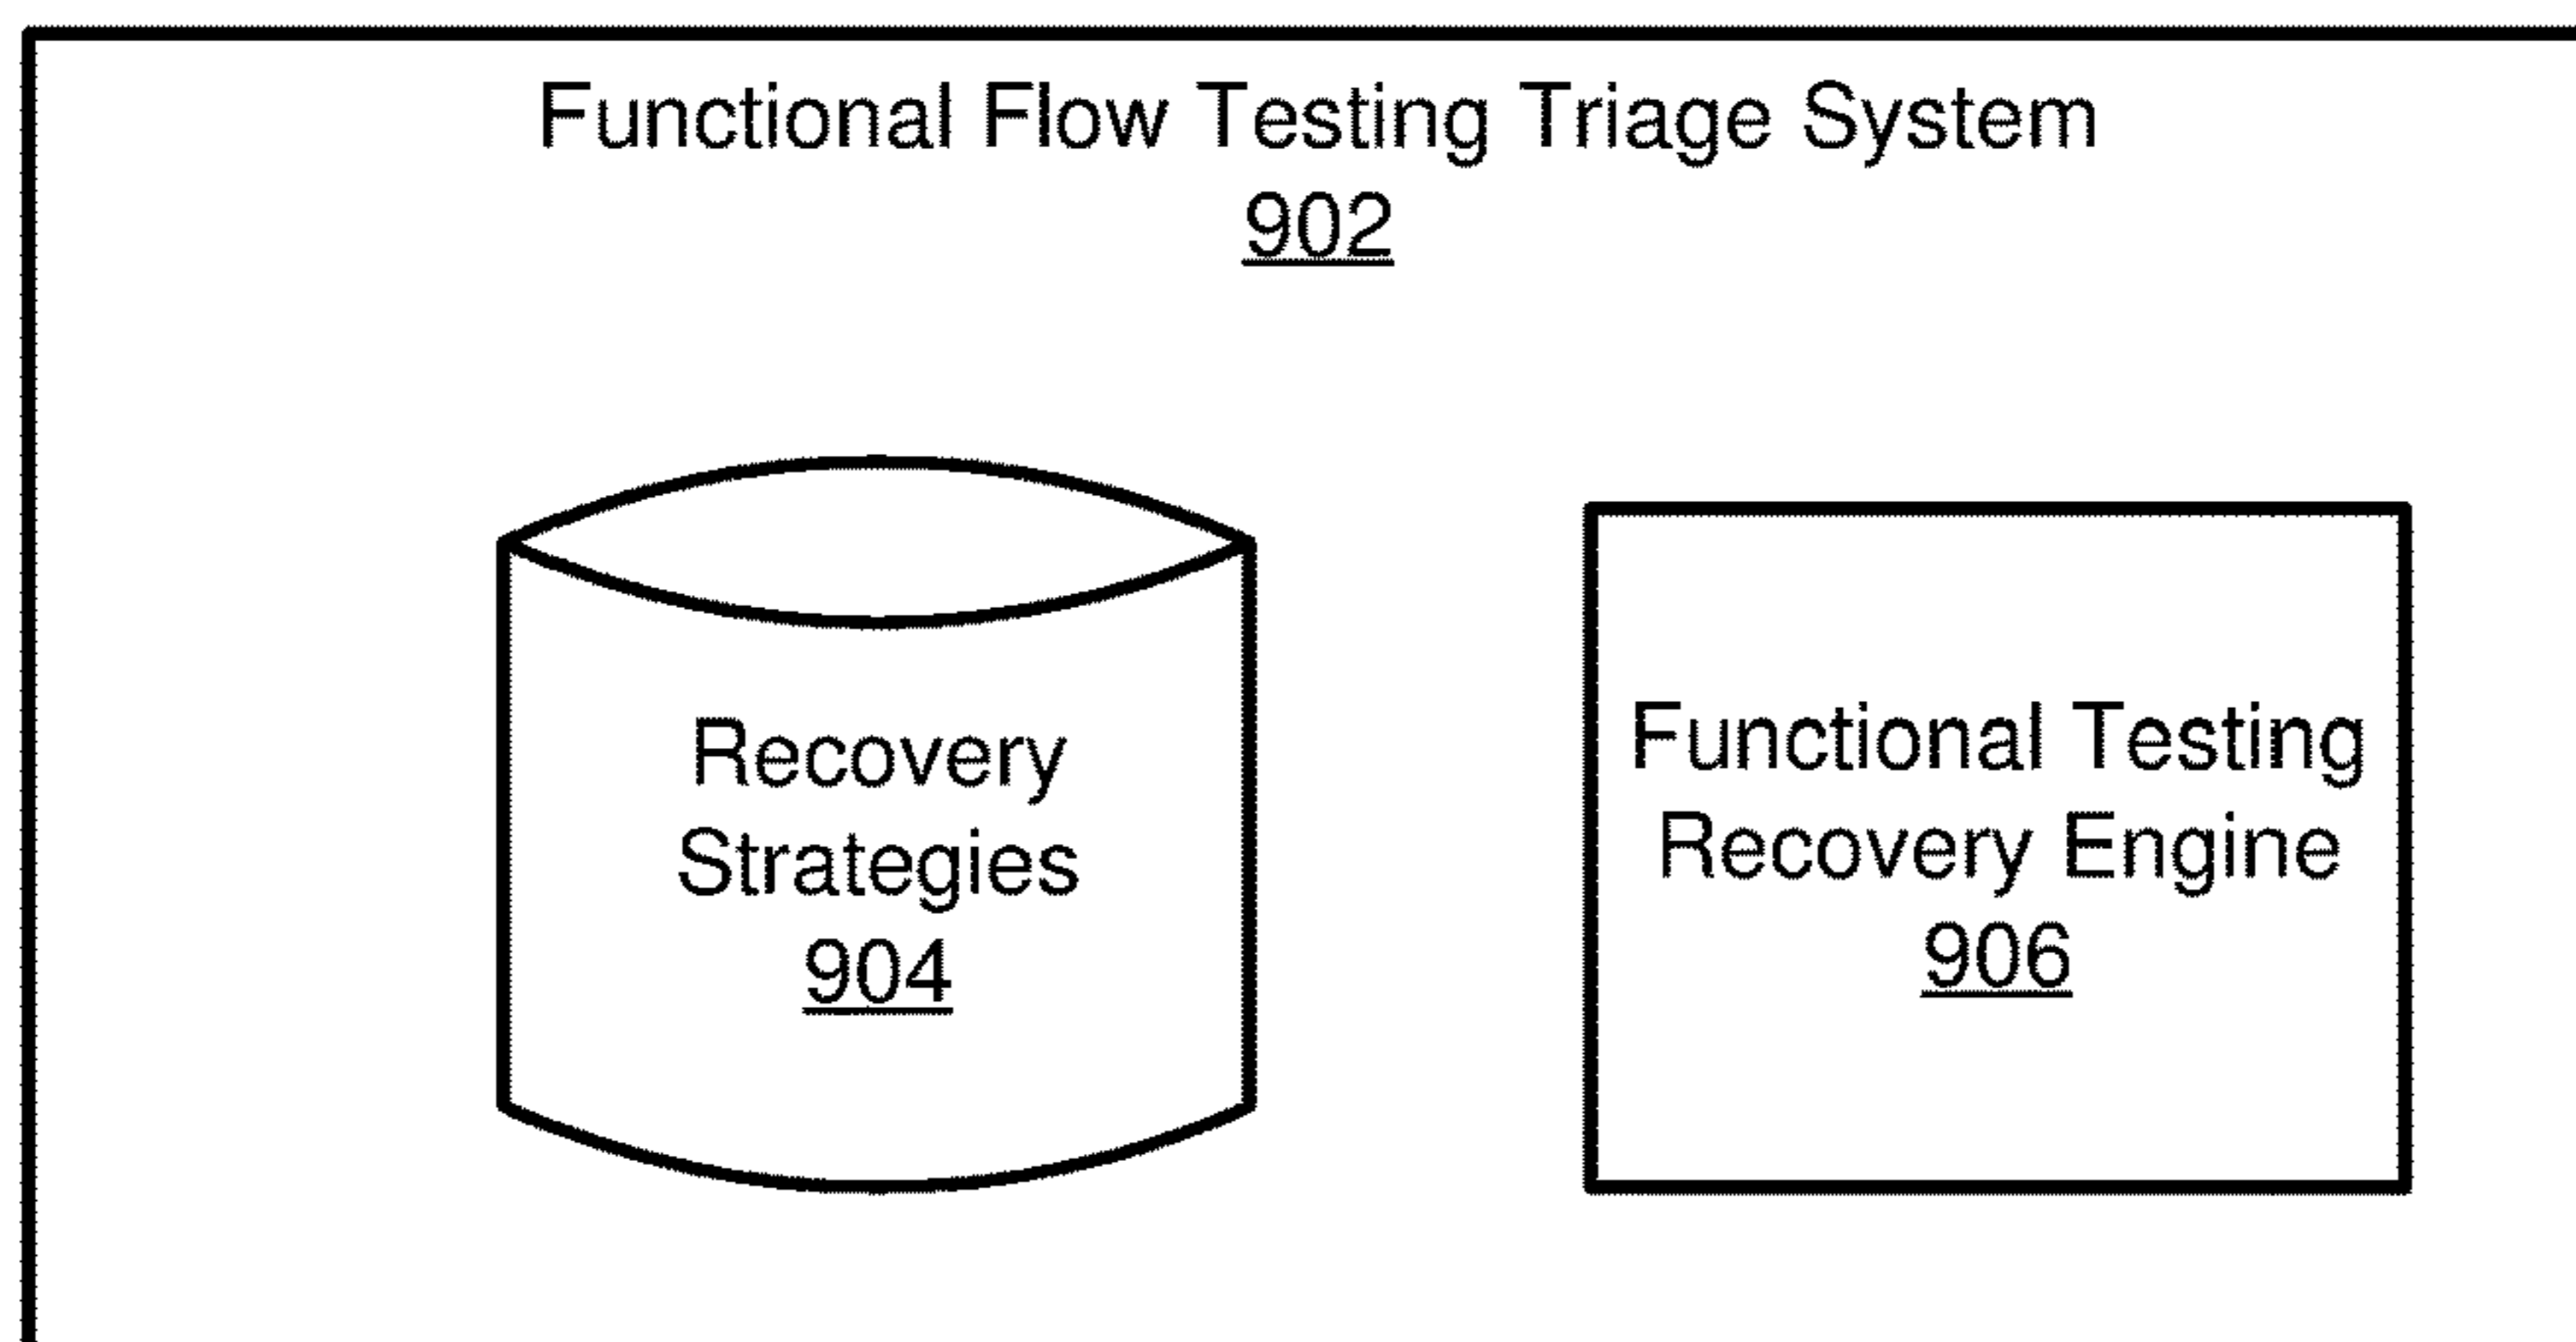 Functional Flow Testing Triage System
902
Recovery
Strategies
904
Functional Testing
Recovery Engine
906